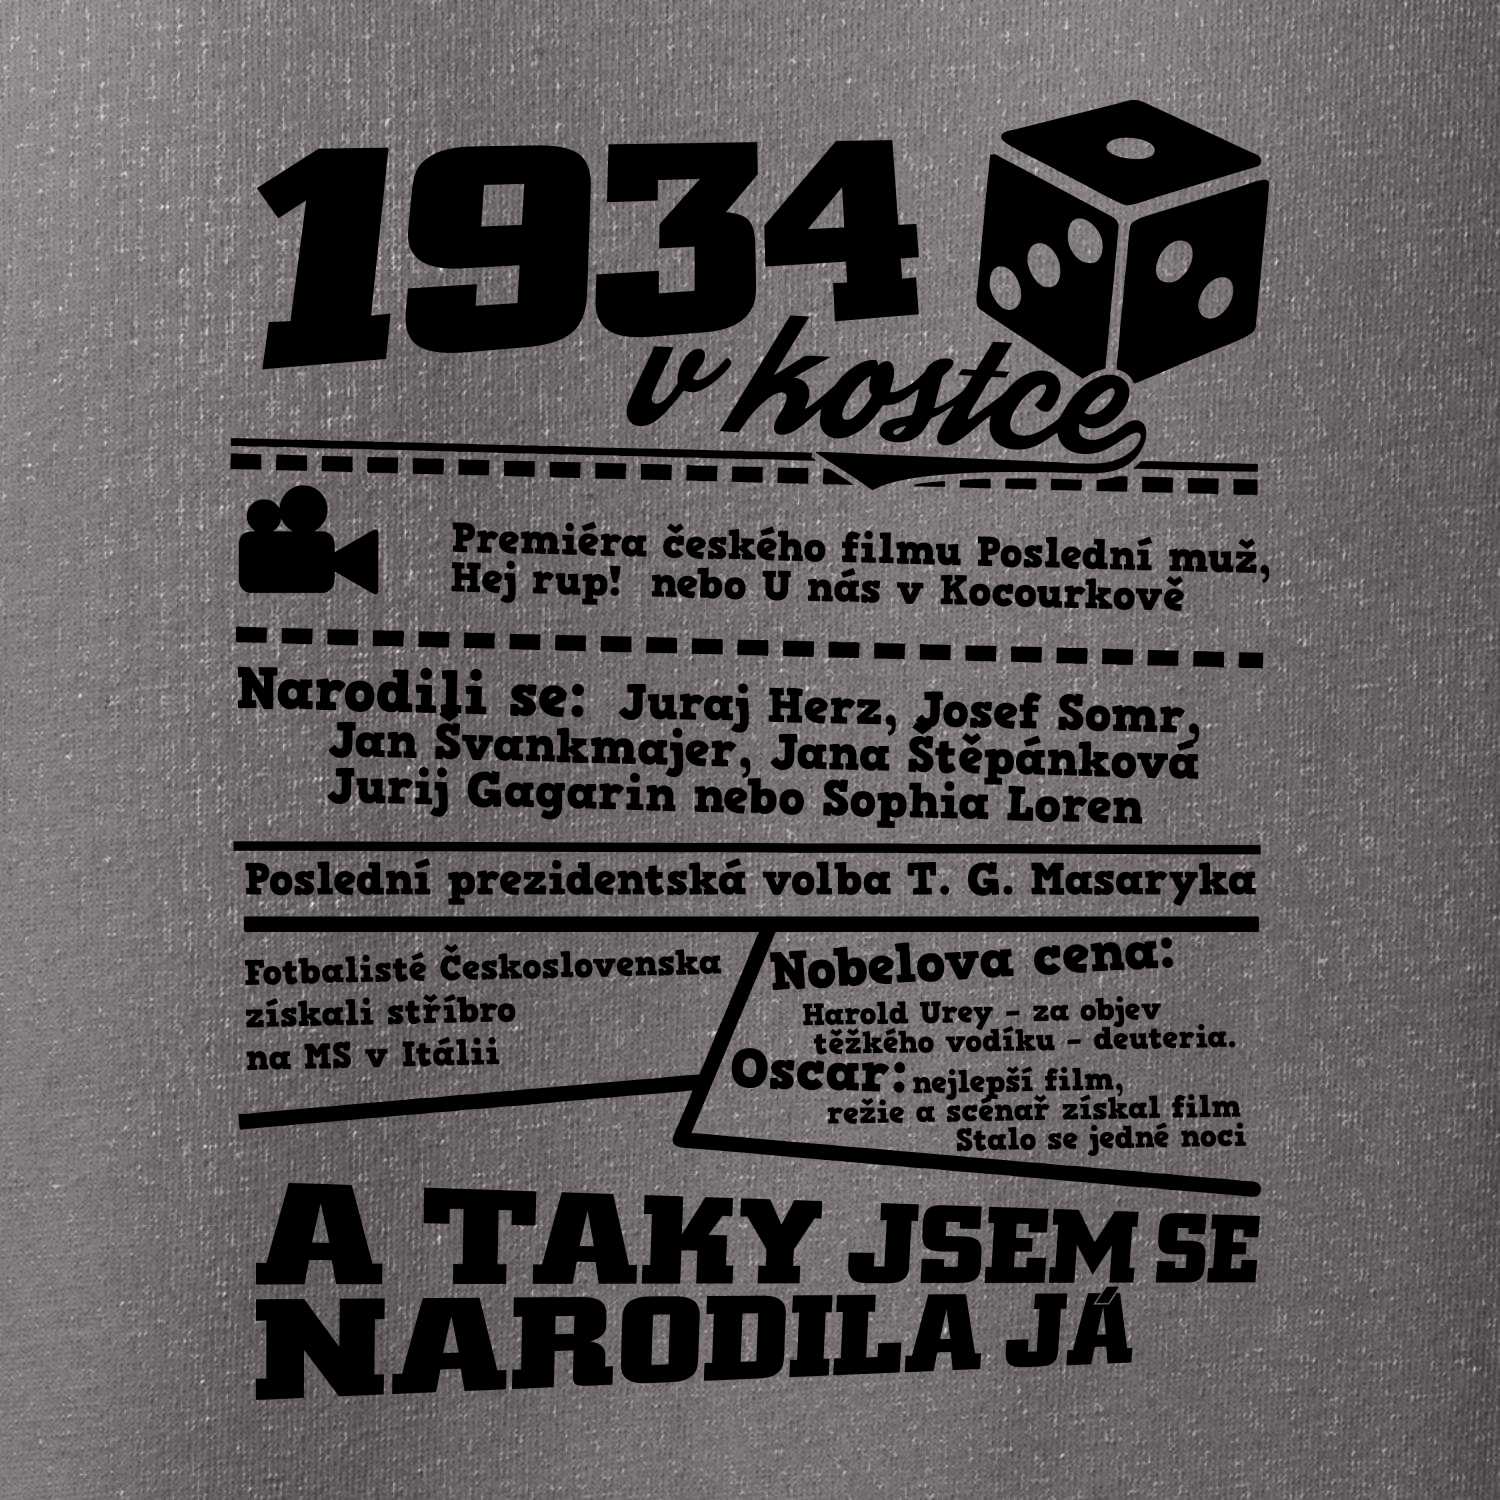 1934
v kostce
Premiéra českého filmu Poslední muž,
Hej rup! nebo U nás v Kocourkově
Narodili se: Juraj Herz, Josef Somr,
Jan Švankmajer, Jana Štěpánková
Jurij Gagarin nebo Sophia Loren
Poslední prezidentská volba T. G. Masaryka
Fotbalisté Československa
získali stříbro
na MS v Itálii
Nobelova cena:
Harold Urey - za objev
těžkého vodíku - deuteria.
Oscar: nejlepší film,
režie a scénař získal film
Stalo se jedné noci
A TAKY JSEM SE
NARODILA JÁ